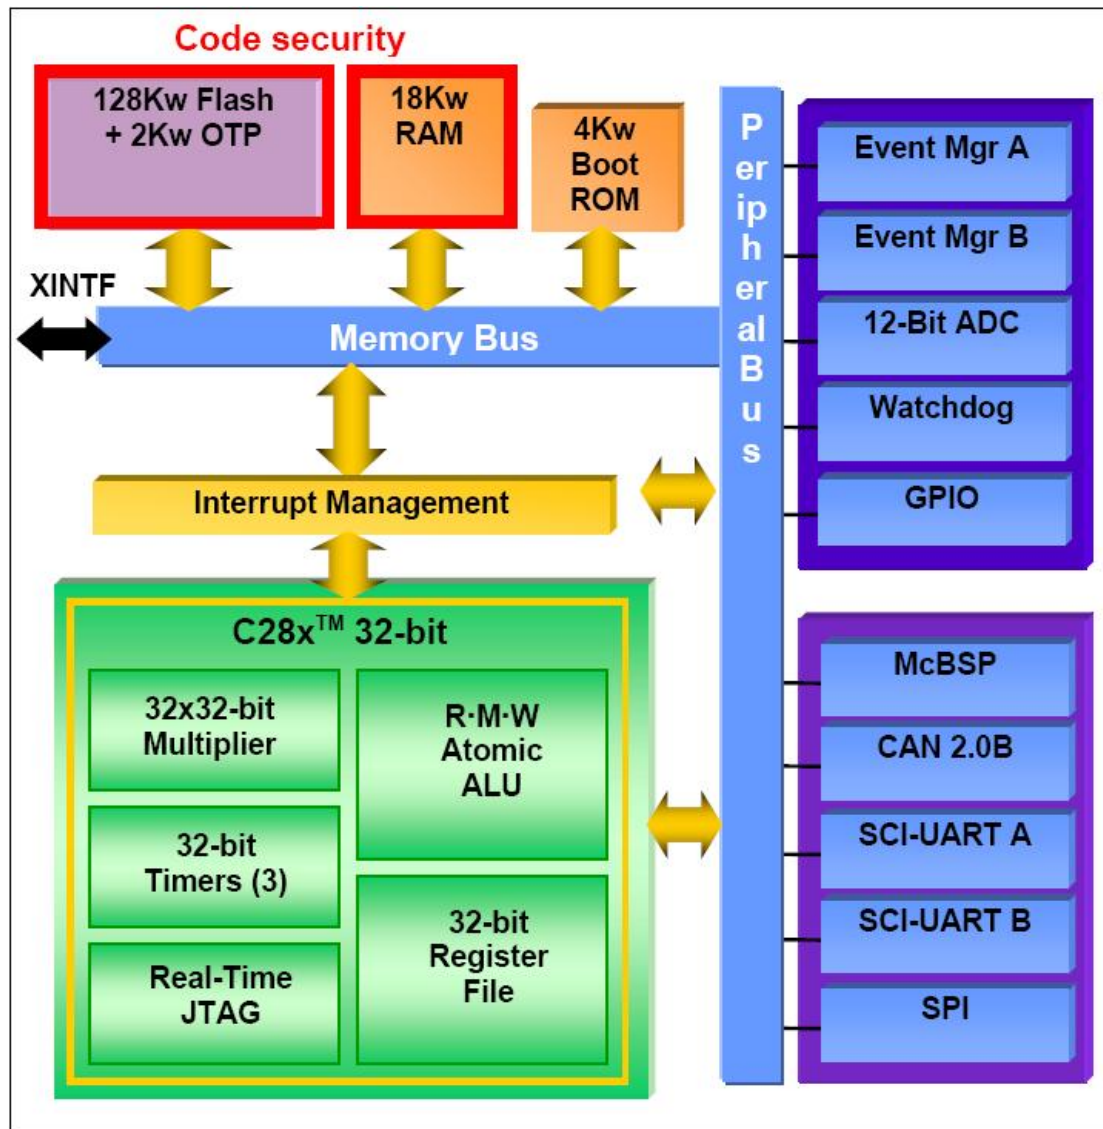 Code security
128Kw Flash
+ 2Kw OTP
18Kw
RAM
4Kw
Boot
ROM
XINTF
Memory Bus
P
er
ip
h
er
al
B
u
s
Interrupt Management
C28x™ 32-bit
32x32-bit
Multiplier
R·M·W
Atomic
ALU
32-bit
Timers (3)
32-bit
Register
File
Real-Time
JTAG
Event Mgr A
Event Mgr B
12-Bit ADC
Watchdog
GPIO
McBSP
CAN 2.0B
SCI-UART A
SCI-UART B
SPI